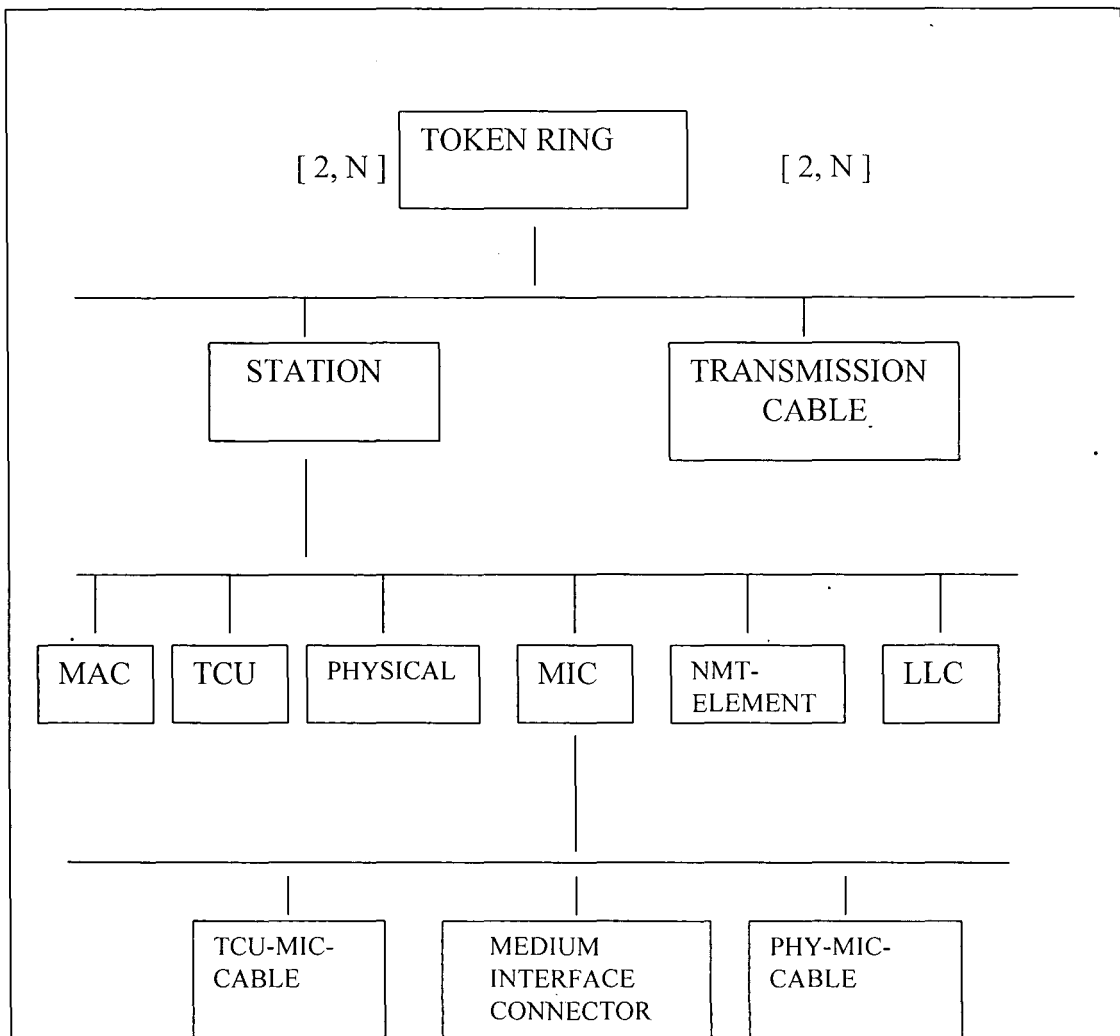 TOKEN RING
[ 2, N ] [ 2, N ]
STATION
TRANSMISSION
CABLE
MAC TCU PHYSICAL MIC NMT-
ELEMENT LLC
TCU-MIC-
CABLE
MEDIUM
INTERFACE
CONNECTOR
PHY-MIC-
CABLE